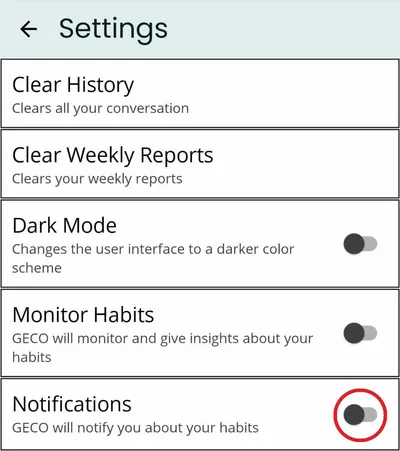 Settings
Clear History
Clears all your conversation
Clear Weekly Reports
Clears your weekly reports
Dark Mode
Changes the user interface to a darker color
scheme
Monitor Habits
GECO will monitor and give insights about your
habits
Notifications
GECO will notify you about your habits